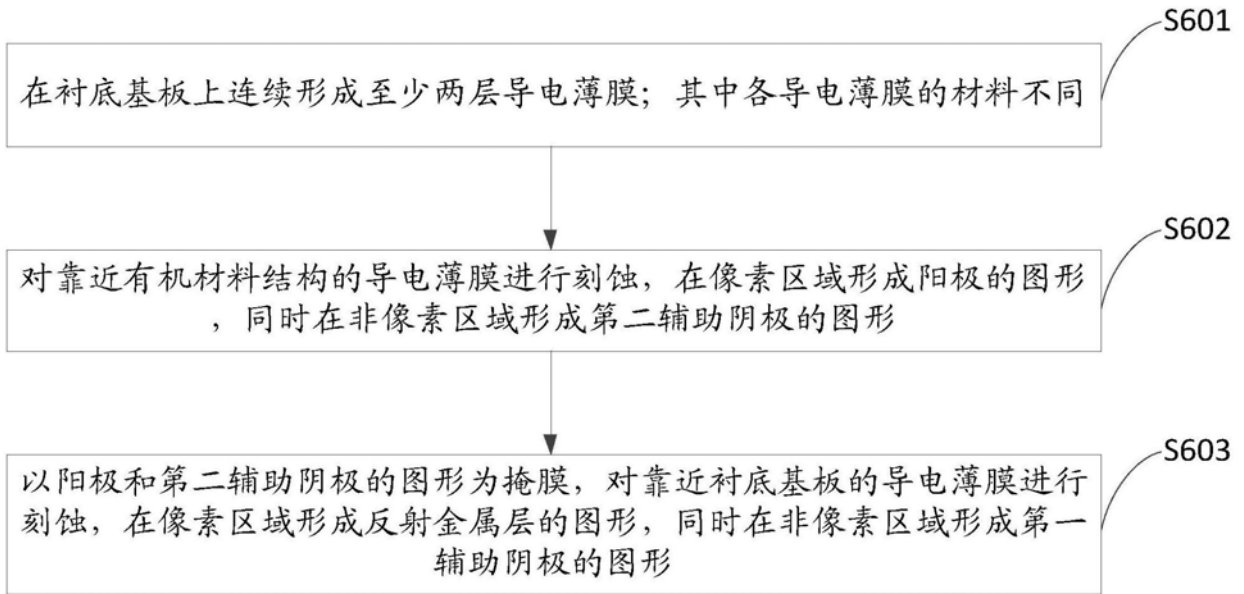 S601
在衬底基板上连续形成至少两层导电薄膜；其中各导电薄膜的材料不同
S602
对靠近有机材料结构的导电薄膜进行刻蚀，在像素区域形成阳极的图形
，同时在非像素区域形成第二辅助阴极的图形
S603
以阳极和第二辅助阴极的图形为掩膜，对靠近衬底基板的导电薄膜进行
刻蚀，在像素区域形成反射金属层的图形，同时在非像素区域形成第一
辅助阴极的图形